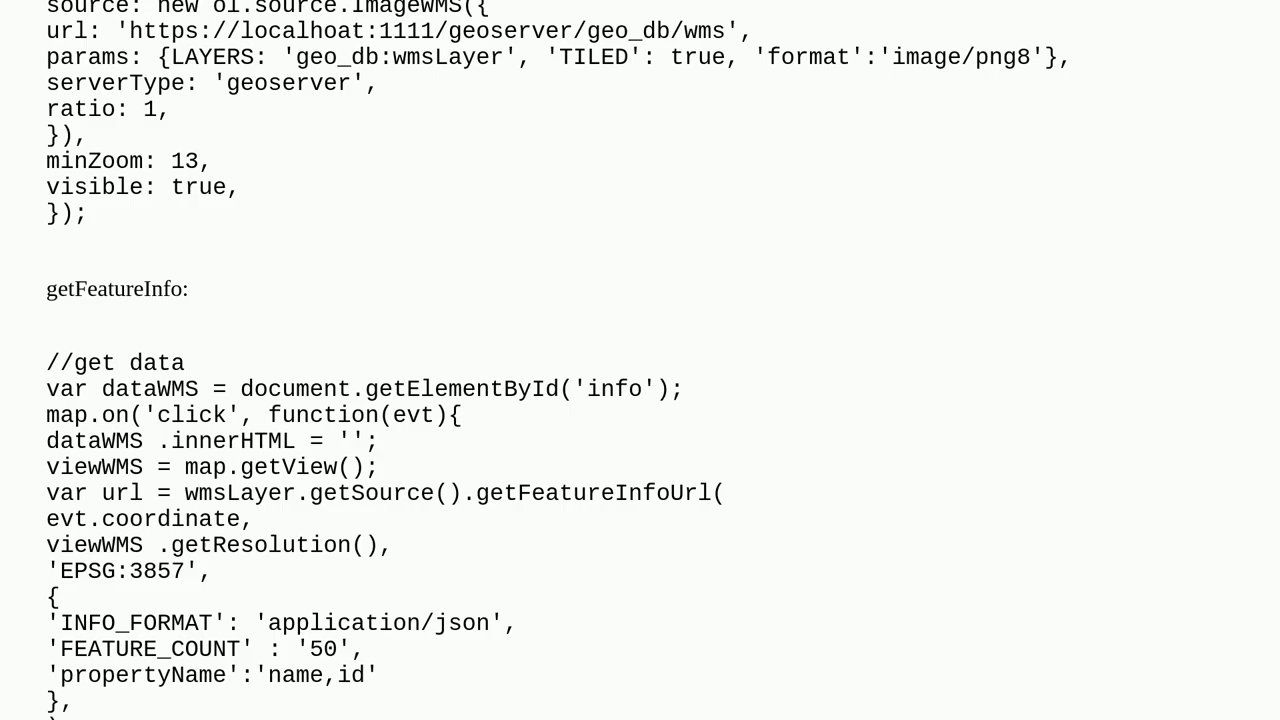 source: new ol.source.ImageWMS({
url: 'https://localhoat:1111/geoserver/geo_db/wms',
params: {LAYERS: 'geo_db:wmsLayer', 'TILED': true, 'format':'image/png8'},
serverType: 'geoserver',
ratio: 1,
}),
minZoom: 13,
visible: true,
});
getFeatureInfo:
//get data
var dataWMS = document.getElementById('info');
map.on('click', function(evt){
dataWMS .innerHTML = '';
viewWMS = map.getView();
var url = wmsLayer.getSource().getFeatureInfoUrl(
evt.coordinate,
viewWMS .getResolution(),
'EPSG:3857',
{
'INFO_FORMAT': 'application/json',
'FEATURE_COUNT' : '50',
'propertyName':'name,id'
},